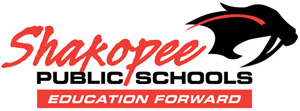 Shakopee
PUBLIC SCHOOLS
EDUCATION FORWARD